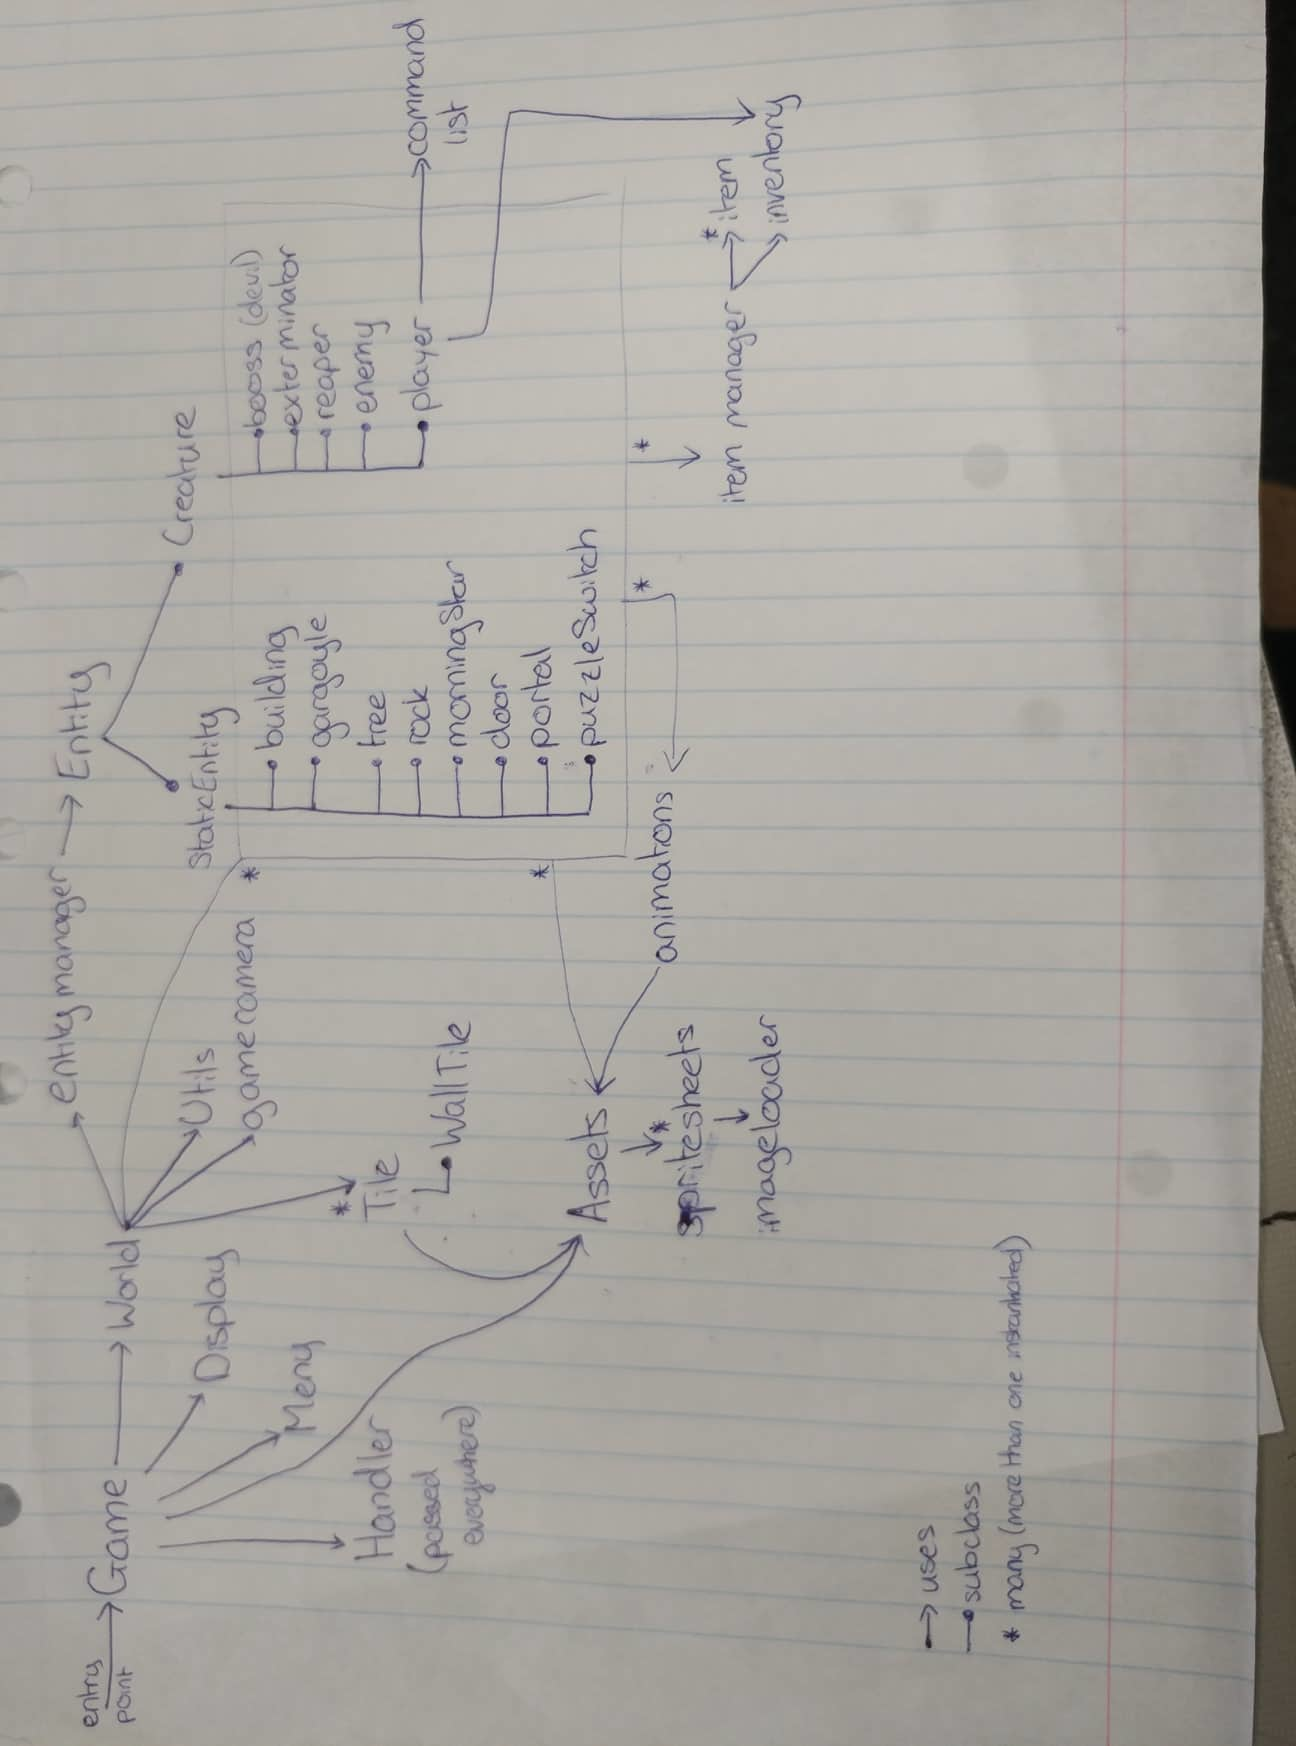 entry
point
Game
World
Display
Menu
Handler
(passed
everywhere)
entity manager
Utils
gamecamera
*
Tile
WallTile
Entity
StaticEntity
building
gargoyle
tree
rock
morningStar
door
portal
puzzleSwitch
Creature
booss (devil)
exterminator
reaper
enemy
player
command
list
*
*
*
*
Assets
*
spritesheets
imageloader
animations
item manager
* item
inventory
→ uses
subclass
* many (more than one instantiated)